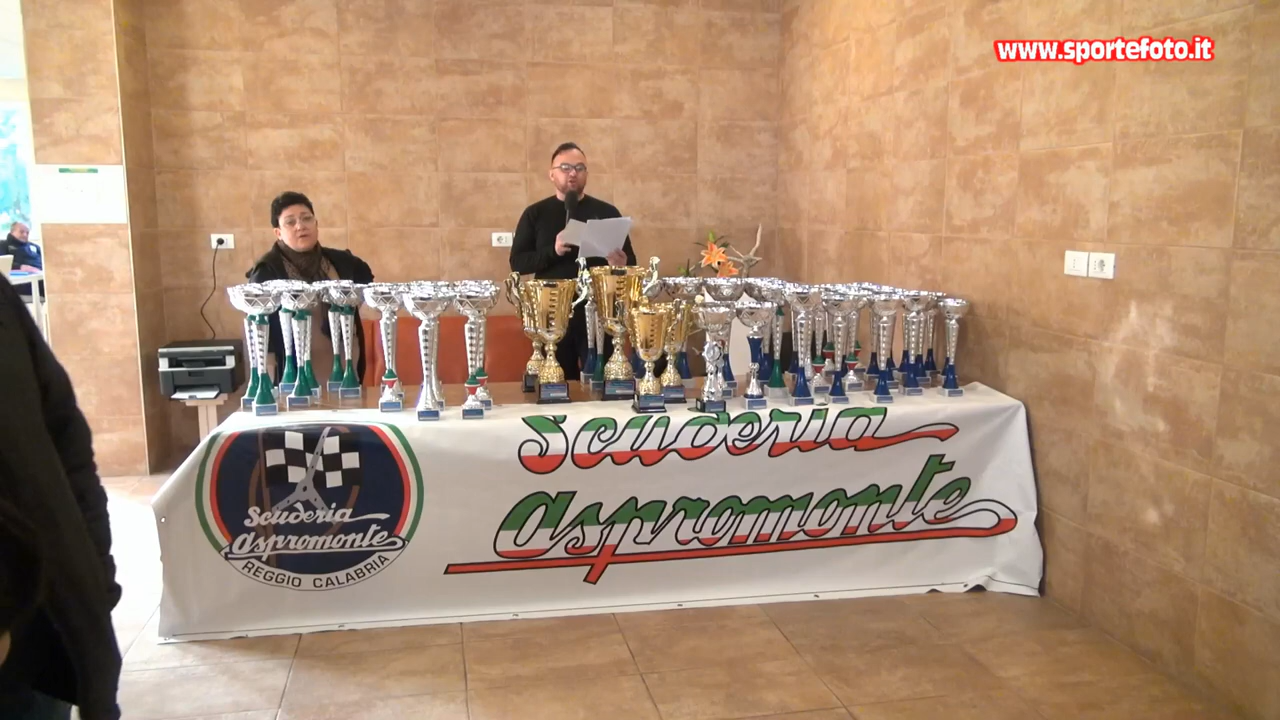 www.sportefoto.it
Scuderia
Aspromonte
Scuderia
Aspromonte
REGGIO CALABRIA